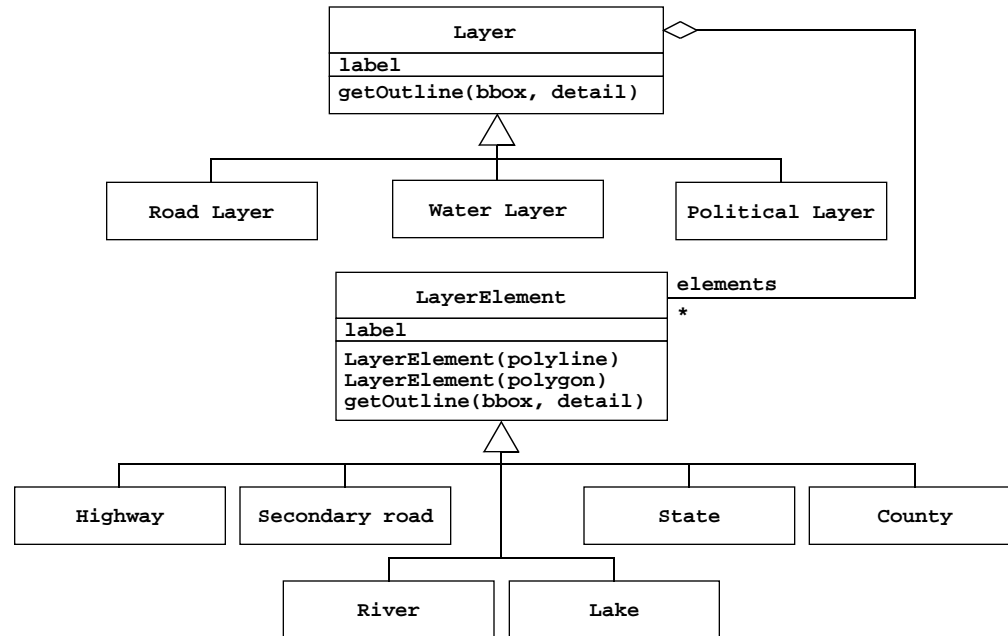 Layer
label
getOutline(bbox, detail)
Road Layer
Water Layer
Political Layer
elements
*
LayerElement
label
LayerElement(polyline)
LayerElement(polygon)
getOutline(bbox, detail)
Highway
Secondary road
State
County
River
Lake